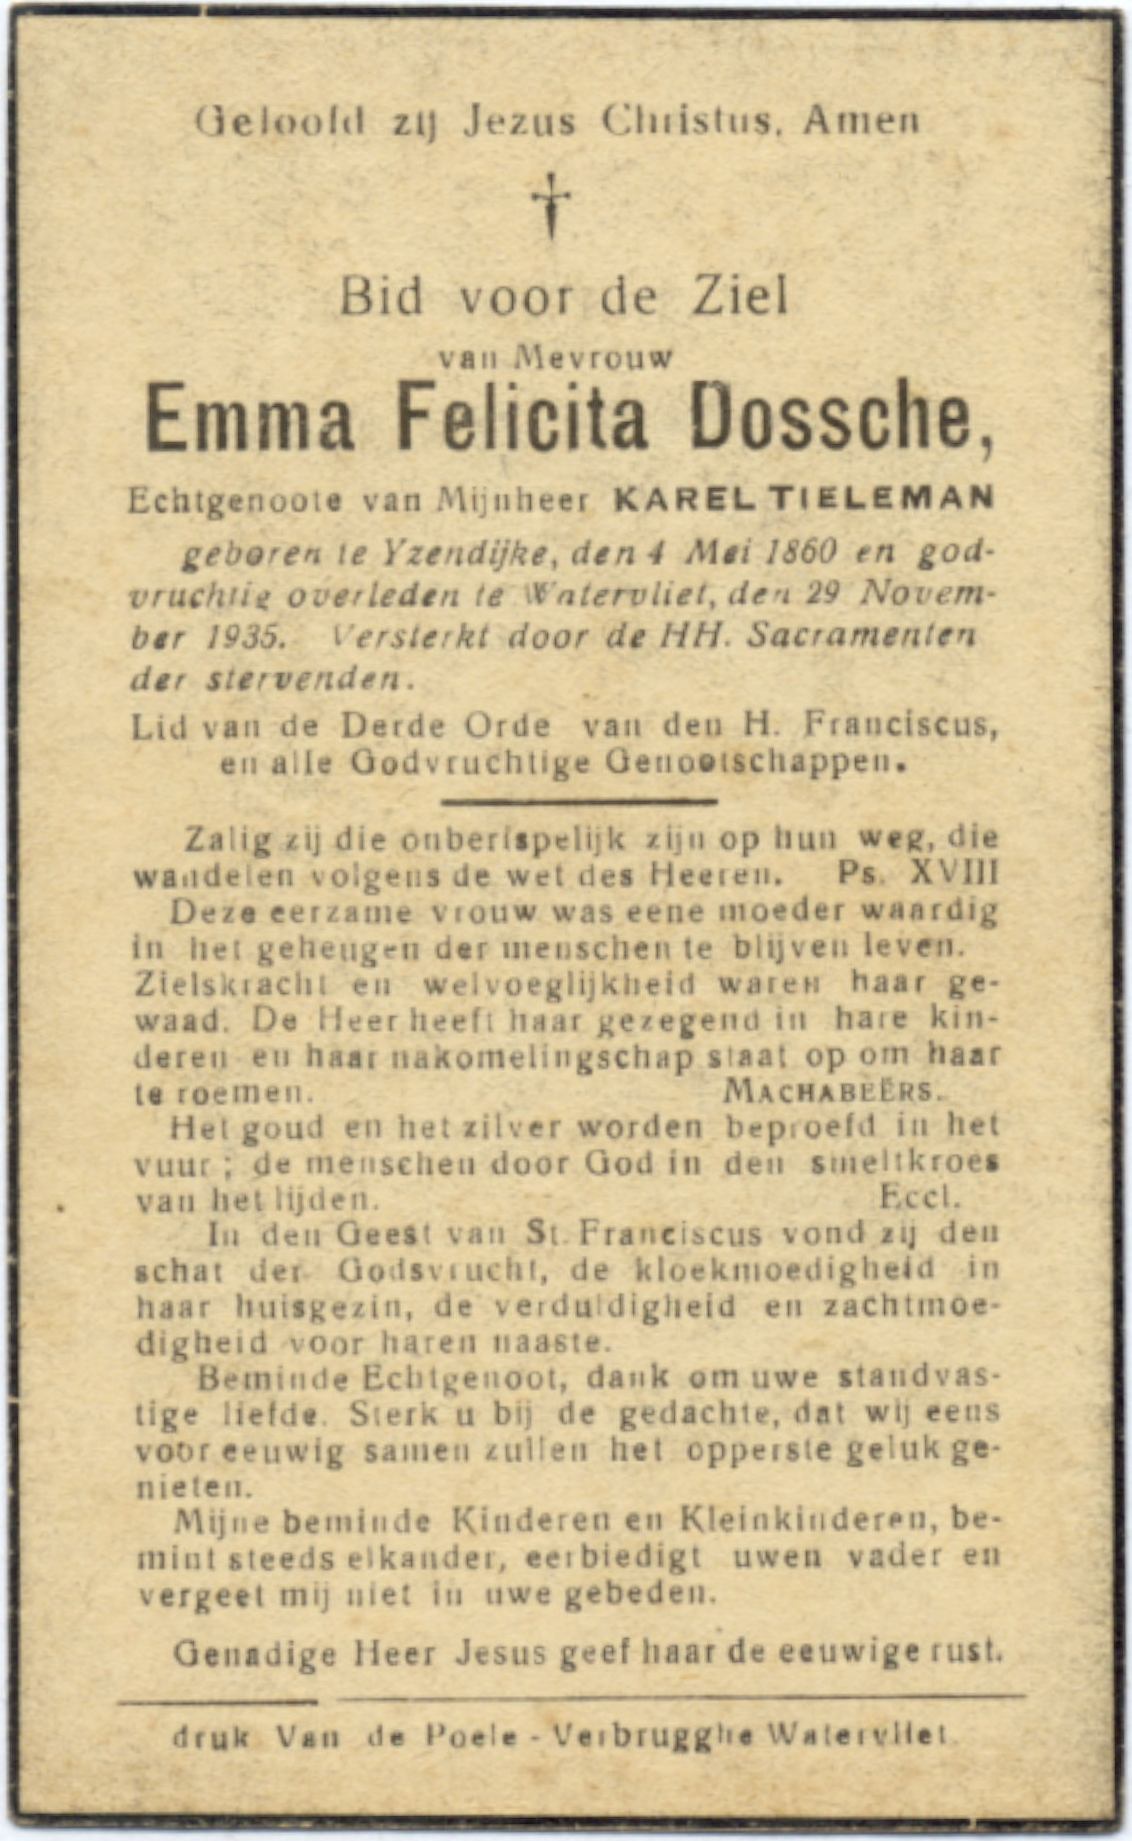 Geloofd zij Jezus Christus, Amen
Bid voor de Ziel
van Mevrouw
Emma Felicita Dossche,
Echtgenoote van Mijnheer KAREL TIELEMAN
geboren te Yzendijke, den 4 Mei 1860 en god-
vruchtig overleden te Watervliet, den 29 Novem-
ber 1935. Versterkt door de HH. Sacramenten
der stervenden.
Lid van de Derde Orde van den H. Franciscus,
en alle Godvruchtige Genootschappen.
Zalig zij die onberispelijk zijn op hun weg, die
wandelen volgens de wet des Heeren. Ps. XVIII
Deze eerzame vrouw was eene moeder waardig
in het geheugen der menschen te blijven leven.
Zielskracht en welvoeglijkheid waren haar ge-
waad. De Heer heeft haar gezegend in hare kin-
deren en haar nakomelingschap staat op om haar
te roemen. MACHABEËRS.
Het goud en het zilver worden beproefd in het
vuur ; de menschen door God in den smeltkroes
van het lijden. Eccl.
In den Geest van St. Franciscus vond zij den
schat der Godsvrucht, de kloekmoedigheid in
haar huisgezin, de verduldigheid en zachtmoe-
digheid voor haren naaste.
Beminde Echtgenoot, dank om uwe standvas-
tige liefde. Sterk u bij de gedachte, dat wij eens
voor eeuwig samen zullen het opperste geluk ge-
nieten.
Mijne beminde Kinderen en Kleinkinderen, be-
mint steeds elkander, eerbiedigt uwen vader en
vergeet mij niet in uwe gebeden.
Genadige Heer Jesus geef haar de eeuwige rust.
druk Van de Poele - Verbrugghe Watervliet